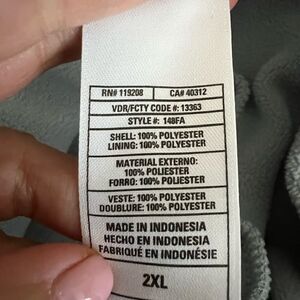 RN# 119208 CA# 40312
VDR/FCTY CODE #: 13363
STYLE #: 148FA
SHELL: 100% POLYESTER
LINING: 100% POLYESTER
MATERIAL EXTERNO:
100% POLIESTER
FORRO: 100% POLIESTER
VESTE: 100% POLYESTER
DOUBLURE: 100% POLYESTER
MADE IN INDONESIA
HECHO EN INDONESIA
FABRIQUÉ EN INDONÉSIE
2XL